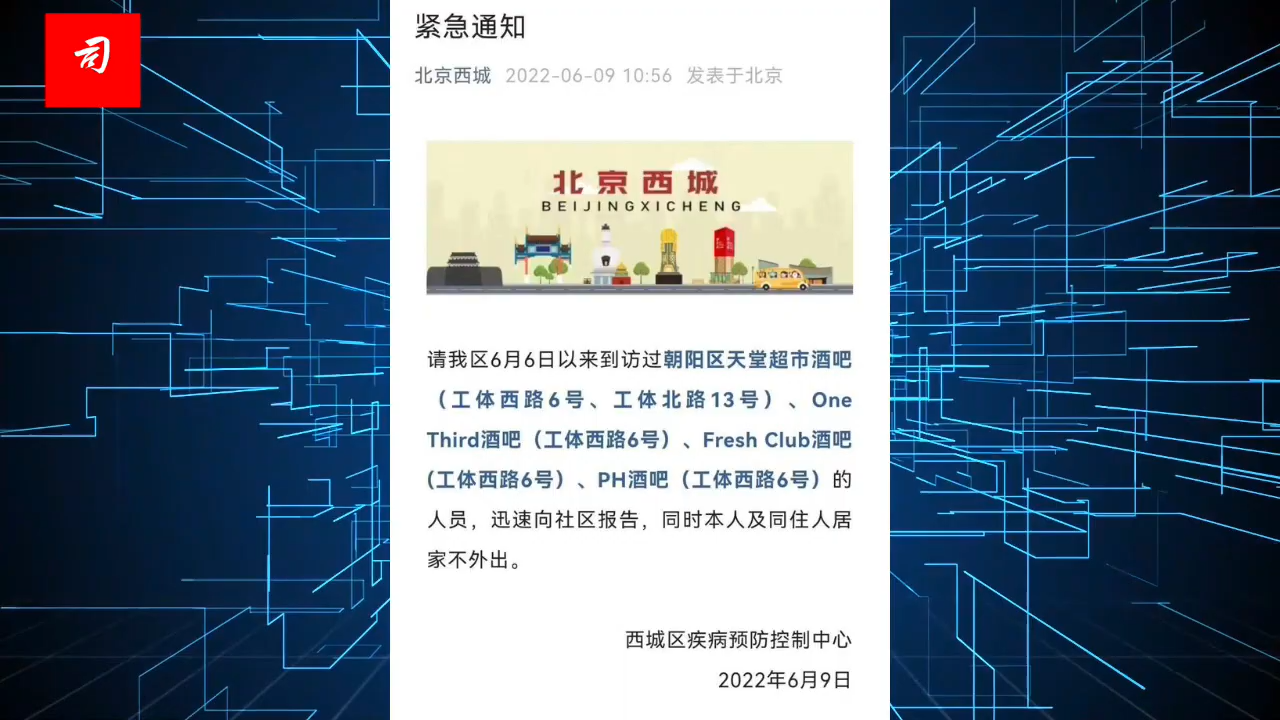 司
紧急通知
北京西城 2022-06-09 10:56 发表于北京
北京西城
BEIJINGXICHENG
请我区6月6日以来到访过朝阳区天堂超市酒吧
（工体西路6号、工体北路13号）、One
Third酒吧（工体西路6号）、Fresh Club酒吧
(工体西路6号）、PH酒吧（工体西路6号）的
人员，迅速向社区报告，同时本人及同住人居
家不外出。
西城区疾病预防控制中心
2022年6月9日